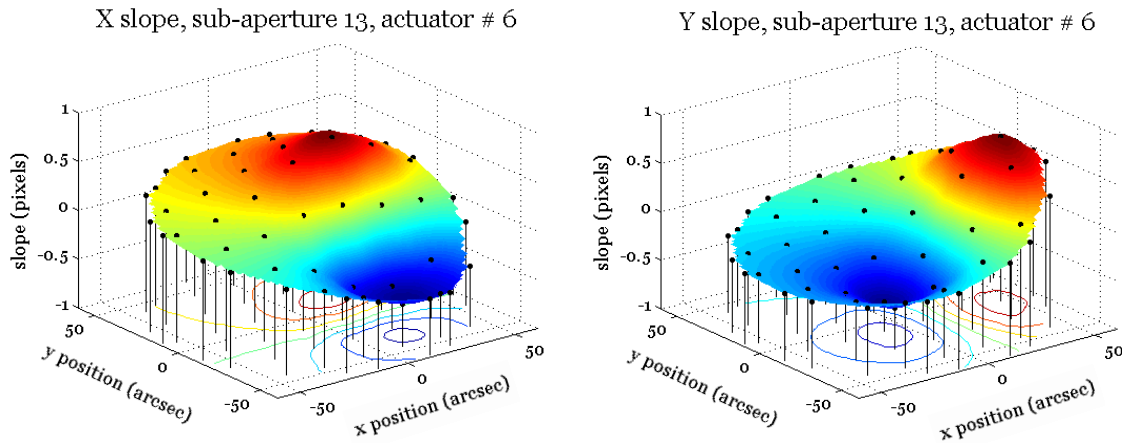 X slope, sub-aperture 13, actuator # 6
1
0.5
0
-0.5
-1
slope (pixels)
50
0
-50
y position (arcsec)
-50
0
50
x position (arcsec)
Y slope, sub-aperture 13, actuator # 6
1
0.5
0
-0.5
-1
slope (pixels)
50
0
-50
y position (arcsec)
-50
0
50
x position (arcsec)